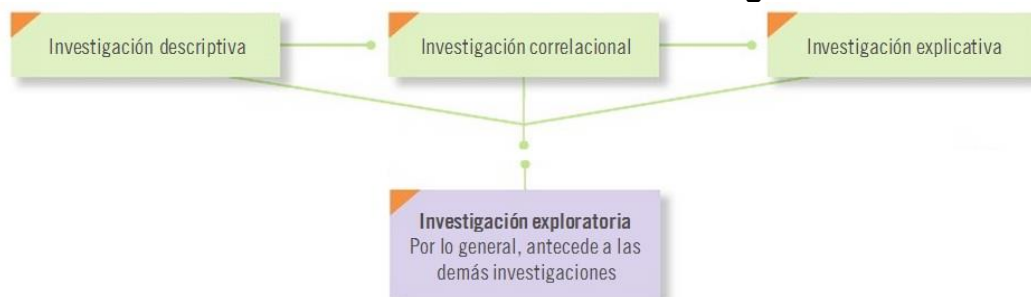 Investigación descriptiva
Investigación correlacional
Investigación explicativa
Investigación exploratoria
Por lo general, antecede a las
demás investigaciones